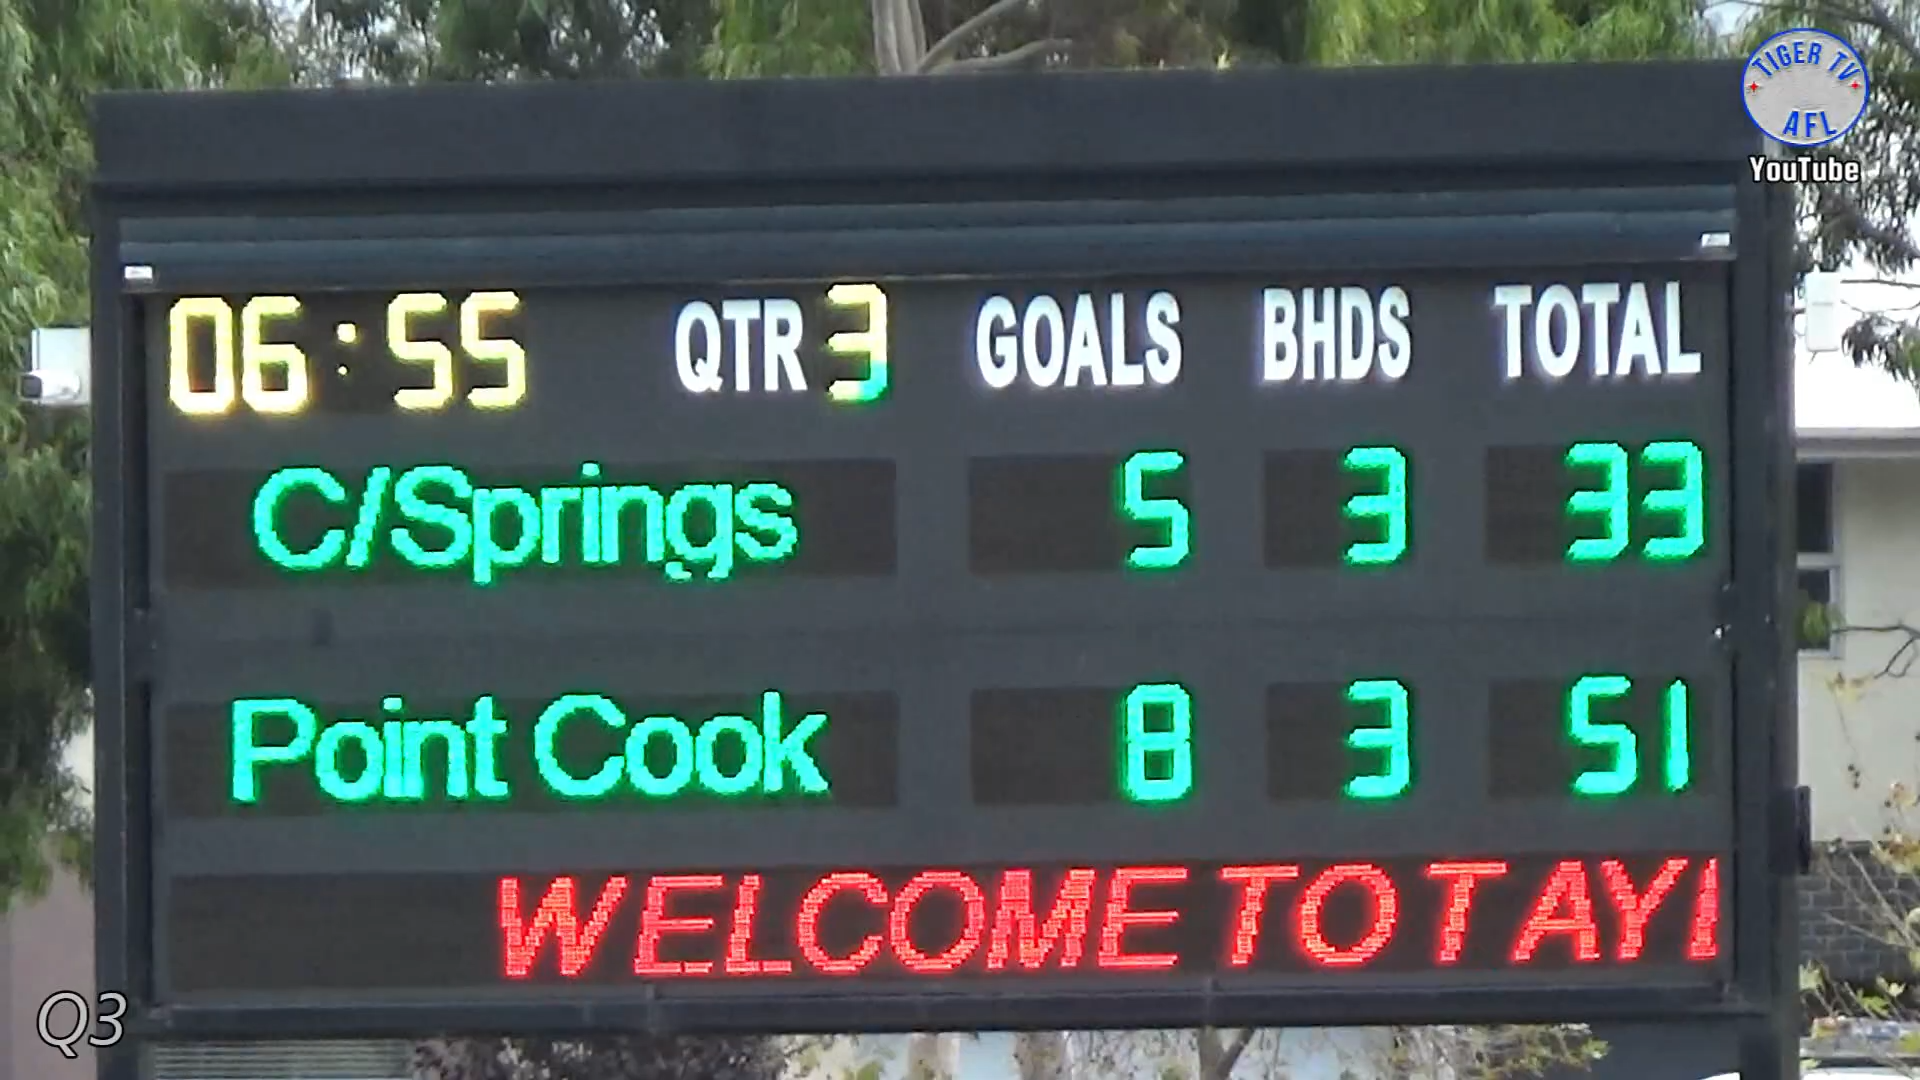 TIGER TV
AFL
YouTube
06:55 QTR 3 GOALS BHDS TOTAL
C/Springs 5 3 33
Point Cook 8 3 51
WELCOME TO TAY
Q3